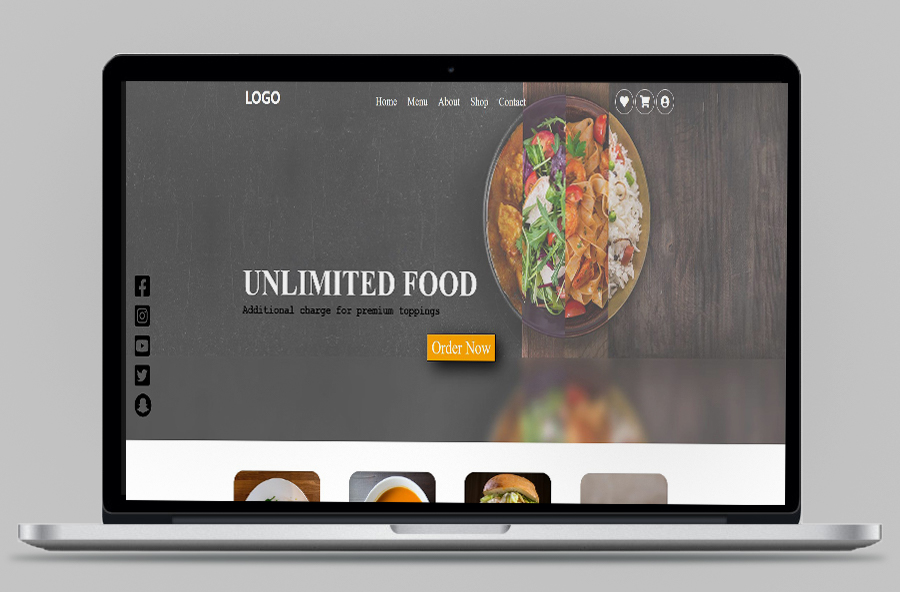 LOGO
Home Menu About Shop Contact
UNLIMITED FOOD
Additional charge for premium toppings
Order Now